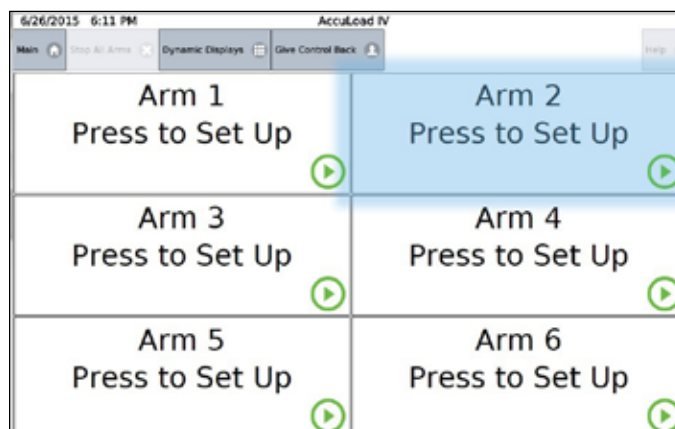 6/26/2015 6:11 PM AccuLoad IV
Main Stop All Arms Dynamic Displays Give Control Back Help
Arm 1 Arm 2
Press to Set Up Press to Set Up
Arm 3 Arm 4
Press to Set Up Press to Set Up
Arm 5 Arm 6
Press to Set Up Press to Set Up